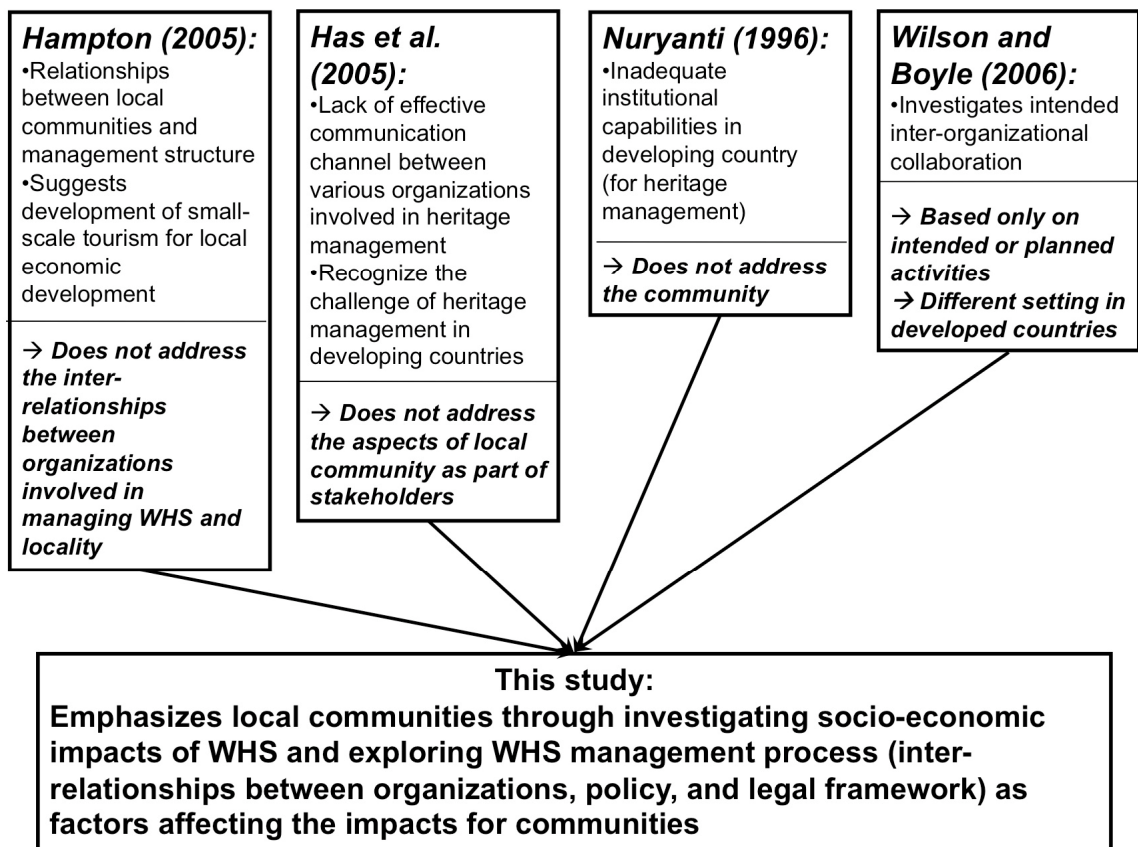 Hampton (2005):
•Relationships
between local
communities and
management structure
•Suggests
development of small-
scale tourism for local
economic
development
→ Does not address
the inter-
relationships
between
organizations
involved in
managing WHS and
locality
Has et al.
(2005):
•Lack of effective
communication
channel between
various organizations
involved in heritage
management
•Recognize the
challenge of heritage
management in
developing countries
→ Does not address
the aspects of local
community as part of
stakeholders
Nuryanti (1996):
•Inadequate
institutional
capabilities in
developing country
(for heritage
management)
→ Does not address
the community
Wilson and
Boyle (2006):
•Investigates intended
inter-organizational
collaboration
→ Based only on
intended or planned
activities
→ Different setting in
developed countries
This study:
Emphasizes local communities through investigating socio-economic
impacts of WHS and exploring WHS management process (inter-
relationships between organizations, policy, and legal framework) as
factors affecting the impacts for communities